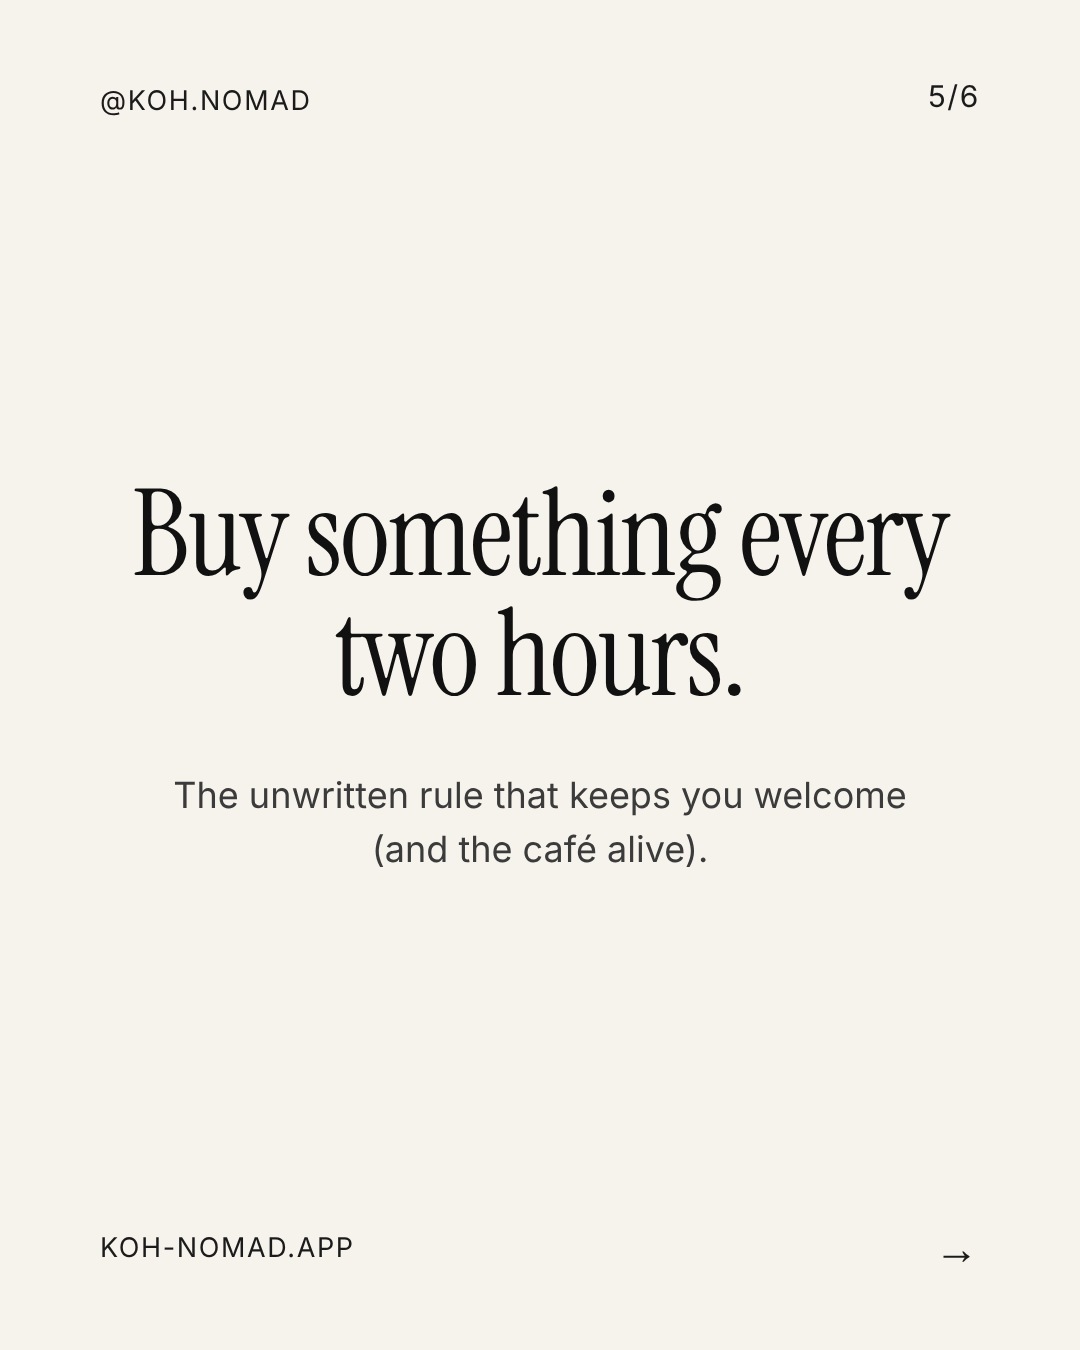 @KOH.NOMAD
5/6
Buy something every
two hours.
The unwritten rule that keeps you welcome
(and the café alive).
KOH-NOMAD.APP
→